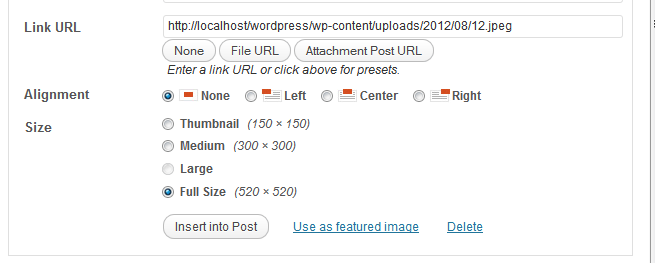 Link URL http://localhost/wordpress/wp-content/uploads/2012/08/12.jpeg
None File URL Attachment Post URL
Enter a link URL or click above for presets.
Alignment None Left Center Right
Size Thumbnail (150 × 150)
Medium (300 × 300)
Large
Full Size (520 × 520)
Insert into Post Use as featured image Delete